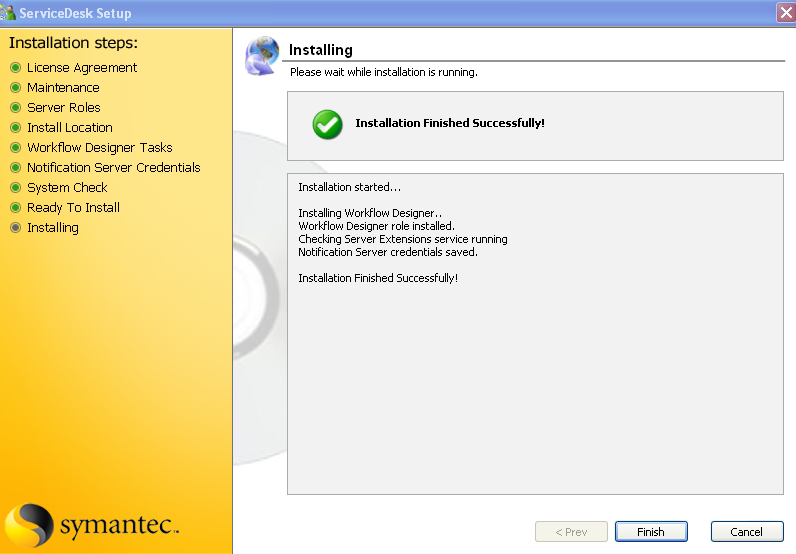 ServiceDesk Setup
Installation steps:
License Agreement
Maintenance
Server Roles
Install Location
Workflow Designer Tasks
Notification Server Credentials
System Check
Ready To Install
Installing
symantec™
Installing
Please wait while installation is running.
Installation Finished Successfully!
Installation started...
Installing Workflow Designer..
Workflow Designer role installed.
Checking Server Extensions service running
Notification Server credentials saved.
Installation Finished Successfully!
< Prev
Finish
Cancel